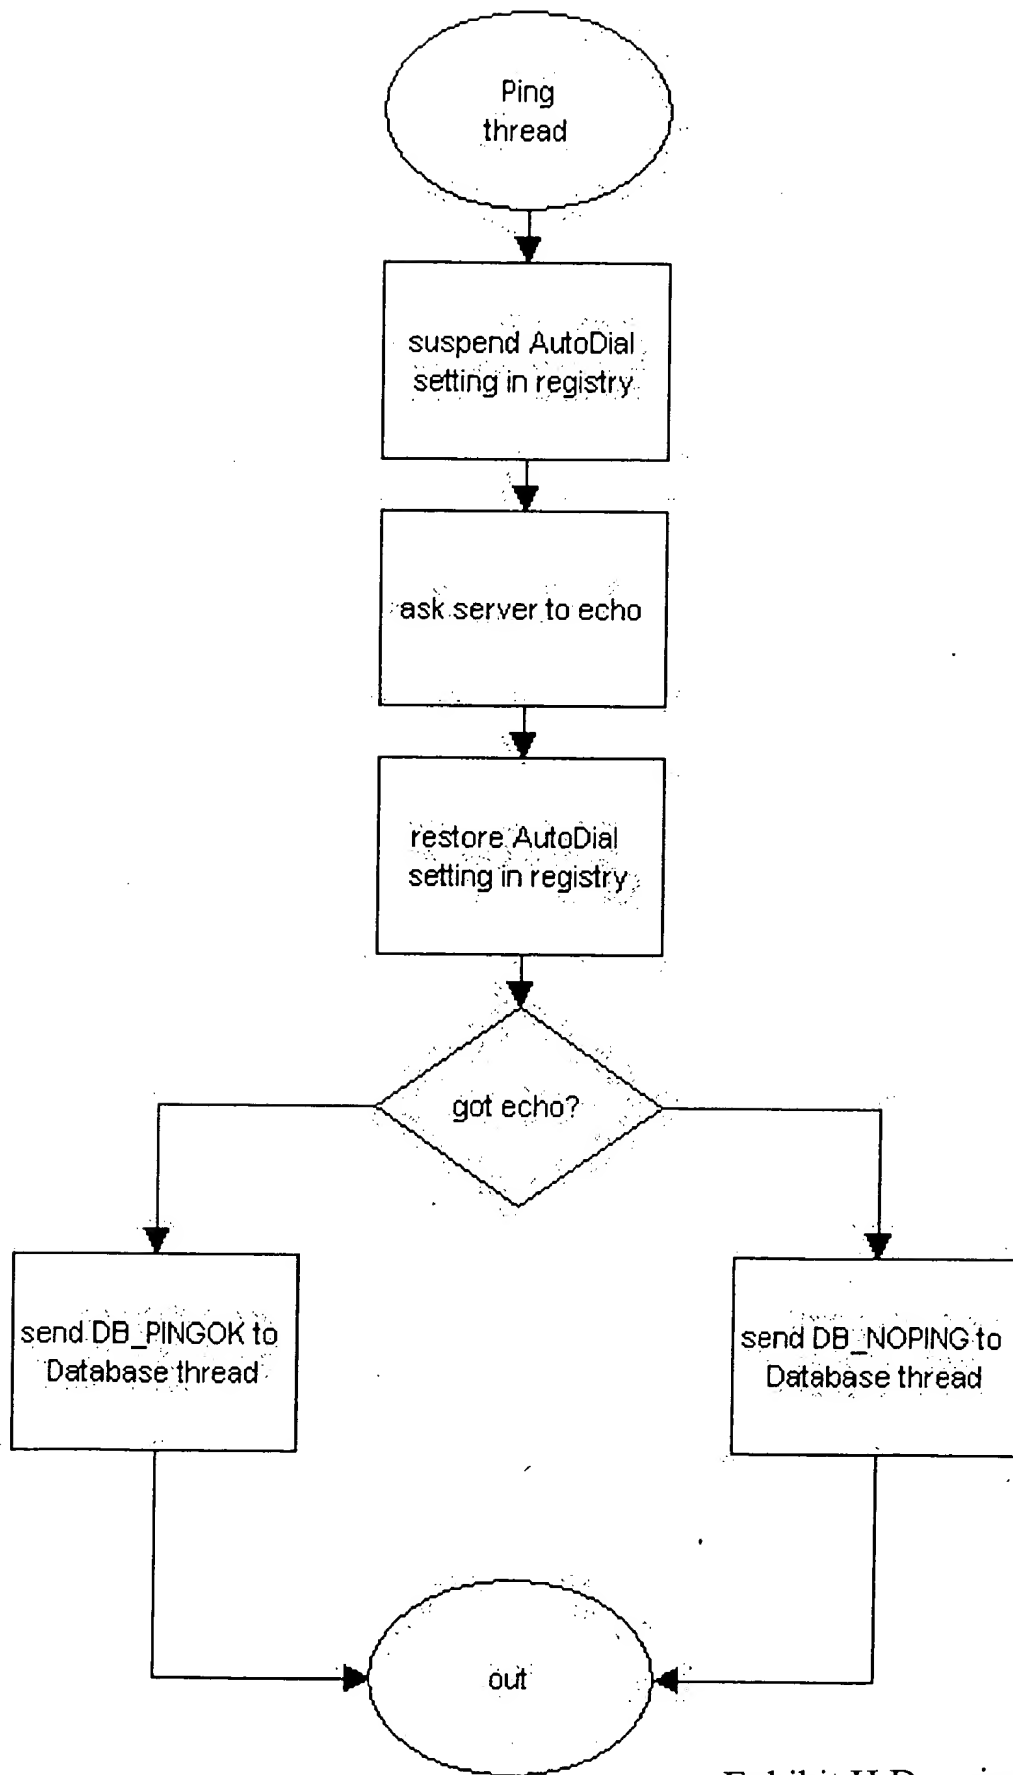 Ping
thread
suspend AutoDial
setting in registry
ask server to echo
restore AutoDial
setting in registry
got echo?
send DB_PINGOK to
Database thread
send DB_NOPING to
Database thread
out
Exhibit H